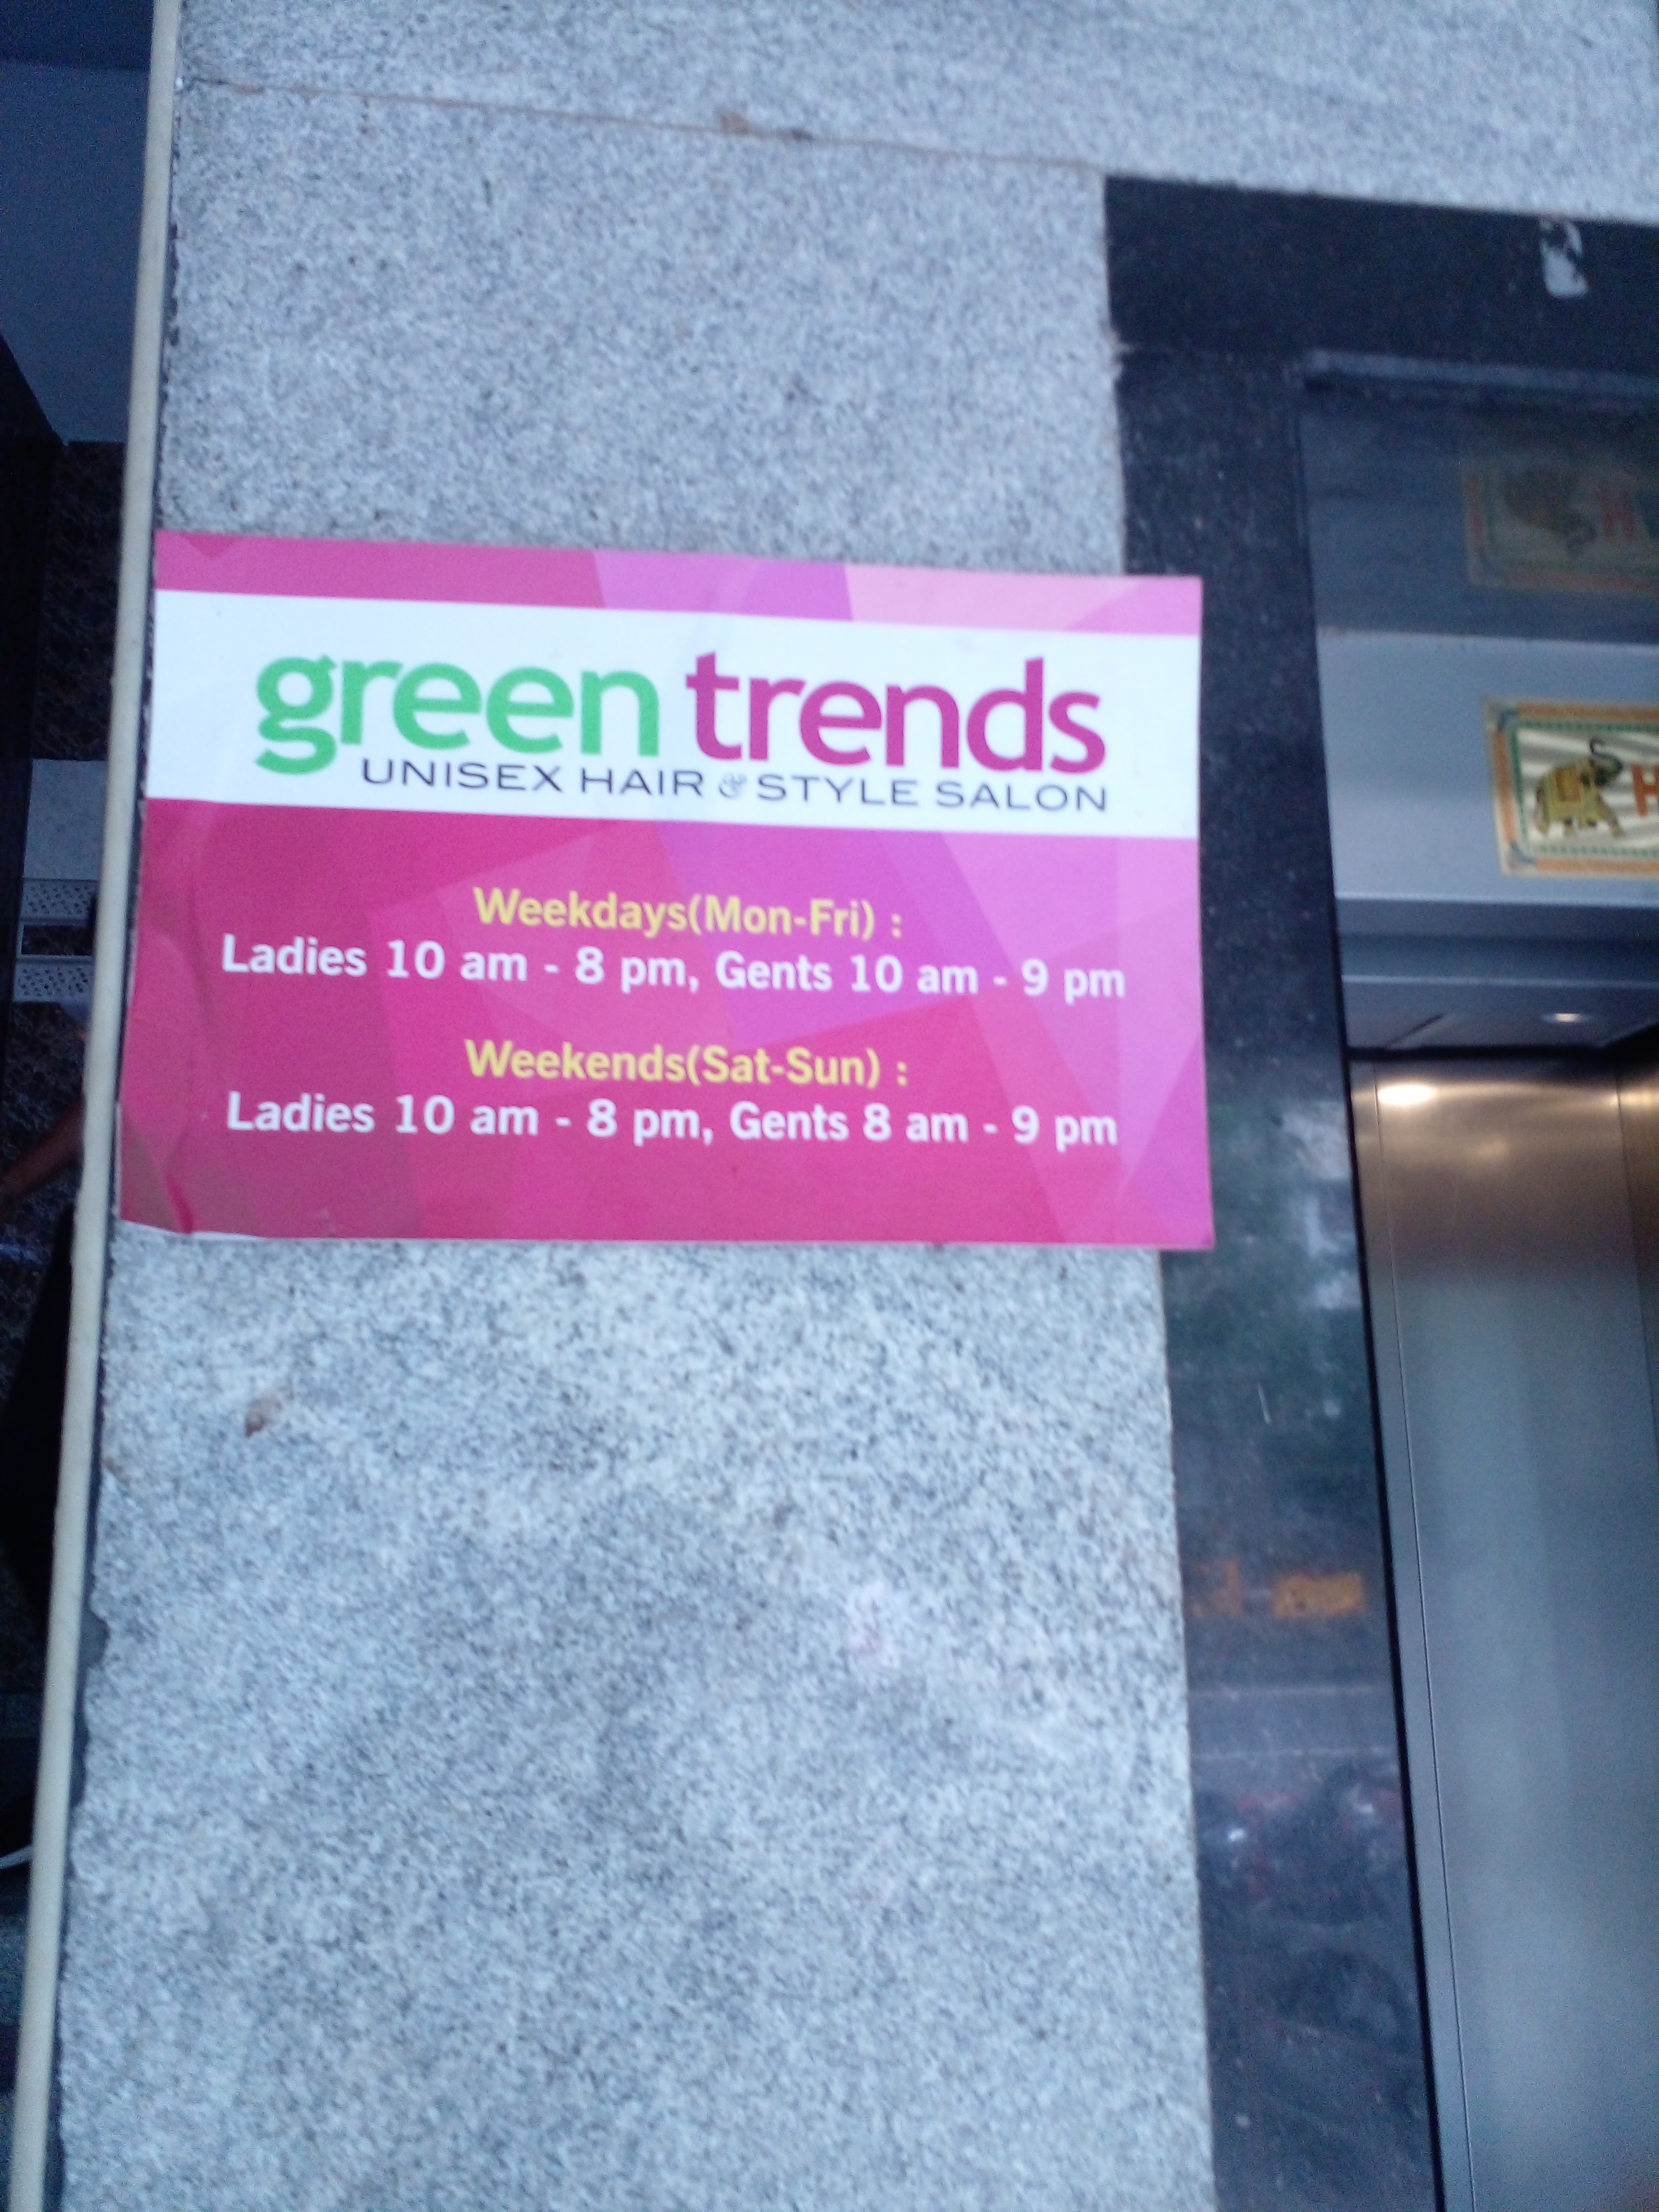 green trends
UNISEX HAIR & STYLE SALON
Weekdays(Mon-Fri) :
Ladies 10 am - 8 pm, Gents 10 am - 9 pm
Weekends(Sat-Sun) :
Ladies 10 am - 8 pm, Gents 8 am - 9 pm